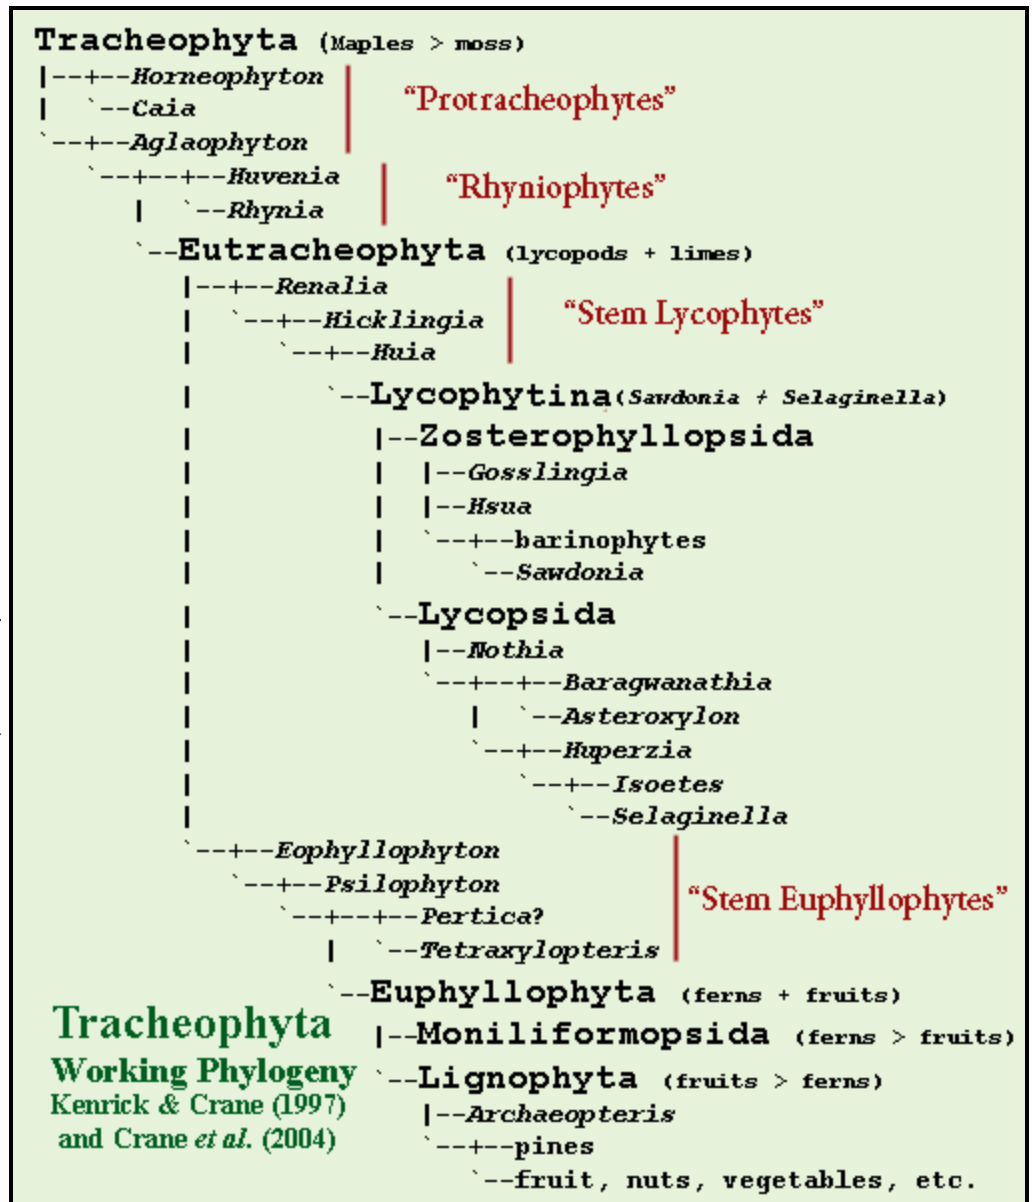 Tracheophyta (Maples > moss)
|--+--Horneophyton
|  `--Caia
`--+--Aglaophyton
"Protracheophytes"
`--+--+--Huvenia
|  `--Rhynia
"Rhyniophytes"
`--Eutracheophyta (lycopods + limes)
|--+--Renalia
|  `--+--Hicklingia
|     `--+--Huia
"Stem Lycophytes"
|        `--Lycophytina(Sawdonia + Selaginella)
|           |--Zosterophyllopsida
|           |  |--Gosslingia
|           |  |--Hsua
|           |  `--+--barinophytes
|           |     `--Sawdonia
|           `--Lycopsida
|              |--Nothia
|              `--+--+--Baragwanathia
|                 |  `--Asteroxylon
|                 `--+--Huperzia
|                    `--+--Isoetes
|                       `--Selaginella
`--+--Eophyllophyton
`--+--Psilophyton
`--+--+--Pertica?
|  `--Tetraxylopteris
"Stem Euphyllophytes"
`--Euphyllophyta (ferns + fruits)
|--Moniliformopsida (ferns > fruits)
`--Lignophyta (fruits > ferns)
|--Archaeopteris
`--+--pines
`--fruit, nuts, vegetables, etc.
Tracheophyta
Working Phylogeny
Kenrick & Crane (1997)
and Crane et al. (2004)